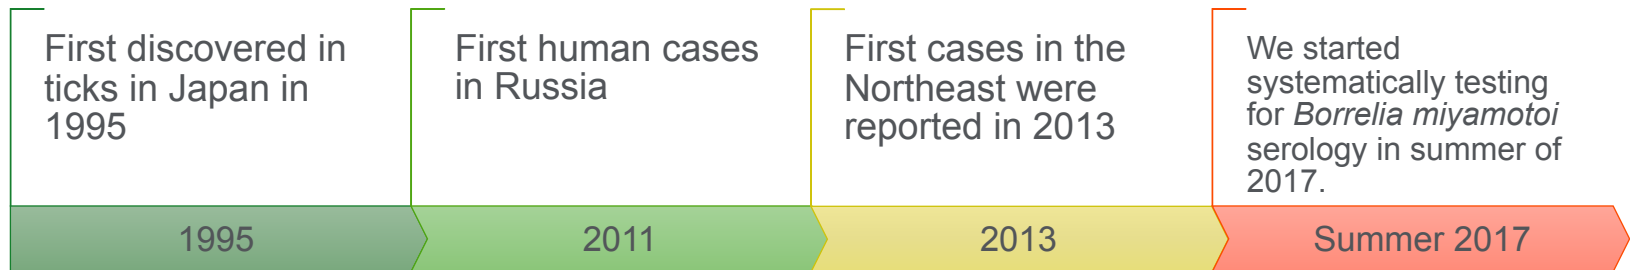 First discovered in
ticks in Japan in
1995
First human cases
in Russia
First cases in the
Northeast were
reported in 2013
We started
systematically testing
for Borrelia miyamotoi
serology in summer of
2017.
1995
2011
2013
Summer 2017